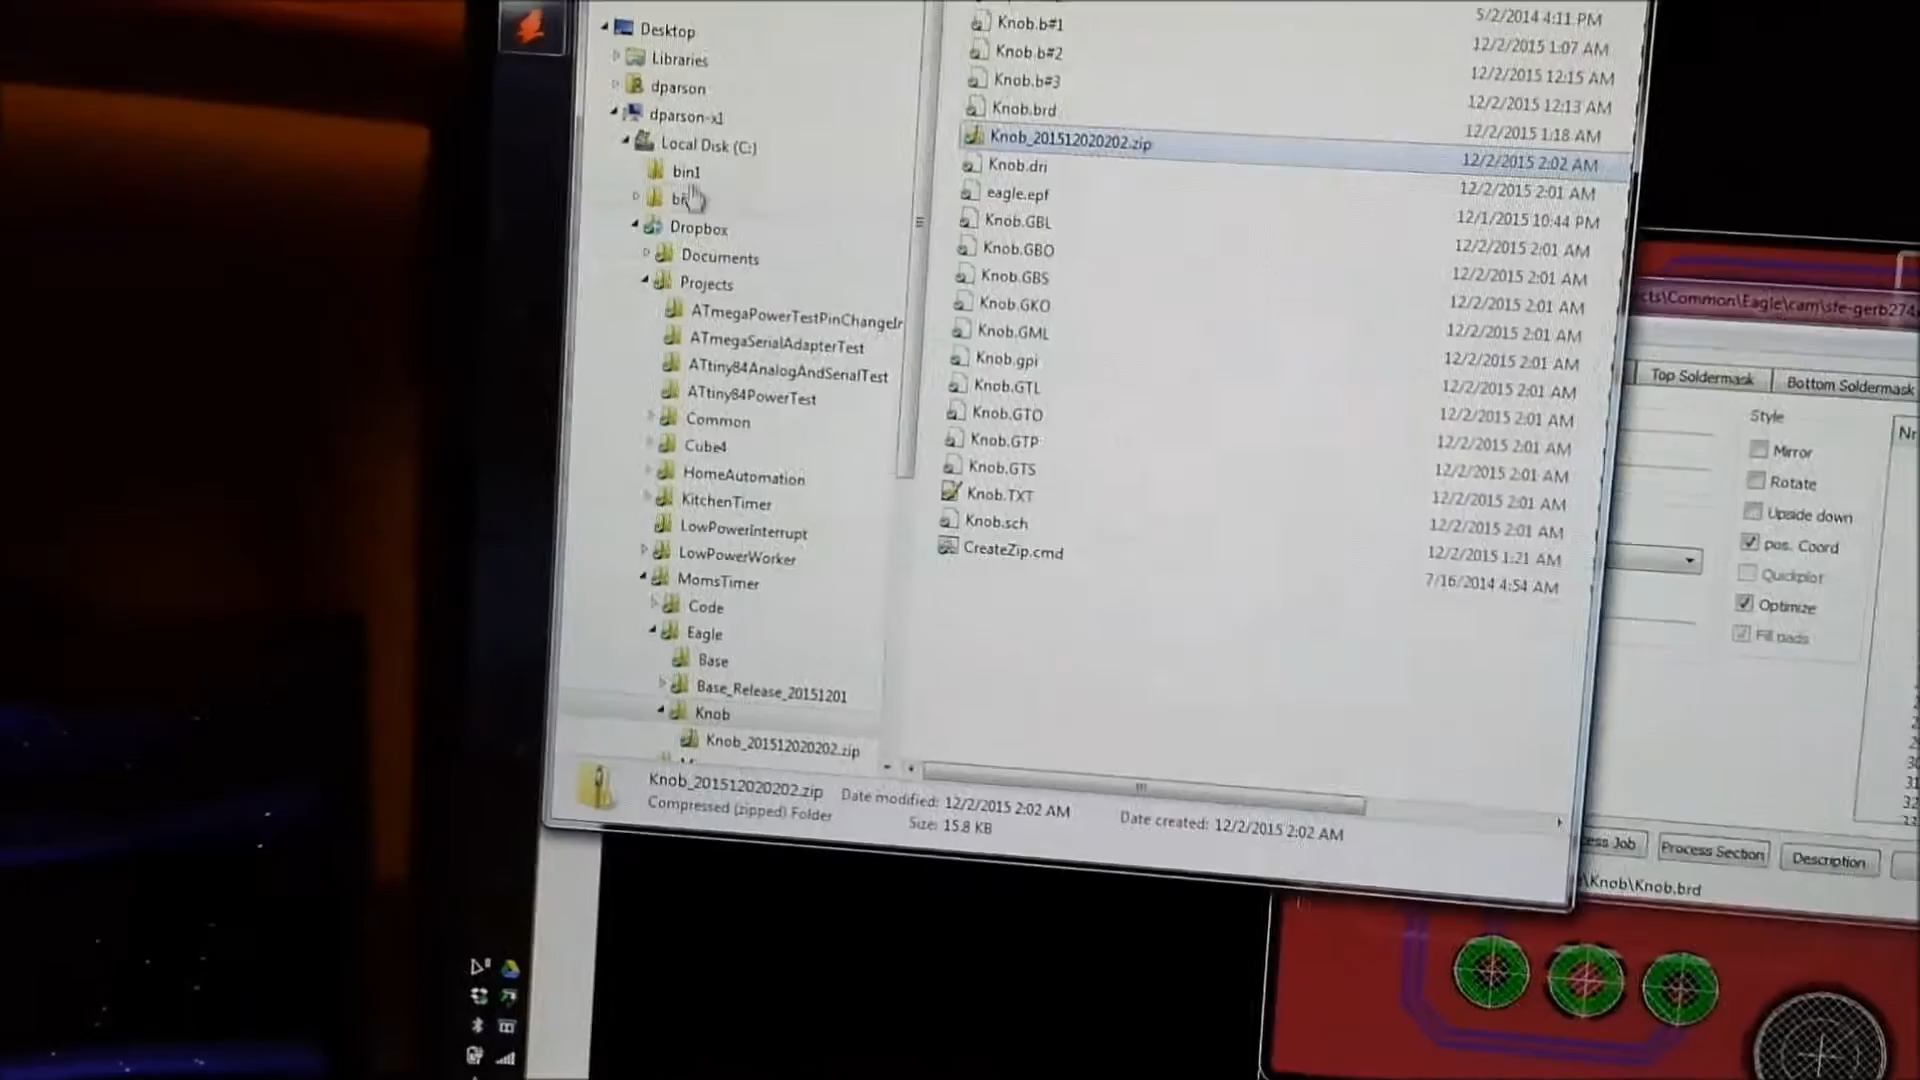 Desktop
Libraries
dparson
dparson-x1
Local Disk (C:)
bin1
Dropbox
Documents
Projects
ATmegaPowerTestPinChangeIr
ATmegaSerialAdapterTest
ATtiny84AnalogAndSerialTest
ATtiny84PowerTest
Common
Cube4
HomeAutomation
KitchenTimer
LowPowerInterrupt
LowPowerWorker
MomsTimer
Code
Eagle
Base
Base_Release_20151201
Knob
Knob_201512020202.zip
Knob.b#1
Knob.b#2
Knob.b#3
Knob.brd
Knob_201512020202.zip
Knob.dri
eagle.epf
Knob.GBL
Knob.GBO
Knob.GBS
Knob.GKO
Knob.GML
Knob.gpi
Knob.GTL
Knob.GTO
Knob.GTP
Knob.GTS
Knob.TXT
Knob.sch
CreateZip.cmd
5/2/2014 4:11 PM
12/2/2015 1:07 AM
12/2/2015 12:15 AM
12/2/2015 12:13 AM
12/2/2015 1:18 AM
12/2/2015 2:02 AM
12/2/2015 2:01 AM
12/1/2015 10:44 PM
12/2/2015 2:01 AM
12/2/2015 2:01 AM
12/2/2015 2:01 AM
12/2/2015 2:01 AM
12/2/2015 2:01 AM
12/2/2015 2:01 AM
12/2/2015 2:01 AM
12/2/2015 2:01 AM
12/2/2015 2:01 AM
12/2/2015 2:01 AM
12/2/2015 2:01 AM
12/2/2015 1:21 AM
7/16/2014 4:54 AM
Knob_201512020202.zip Date modified: 12/2/2015 2:02 AM Date created: 12/2/2015 2:02 AM
Compressed (zipped) Folder Size: 15.8 KB
cts\Common\Eagle\cam\sfe-gerb274
Top Soldermask Bottom Soldermask
Style
Nr
Mirror
Rotate
Upside down
pos. Coord
Quickplot
Optimize
Fill pads
cess Job Process Section Description
\Knob\Knob.brd